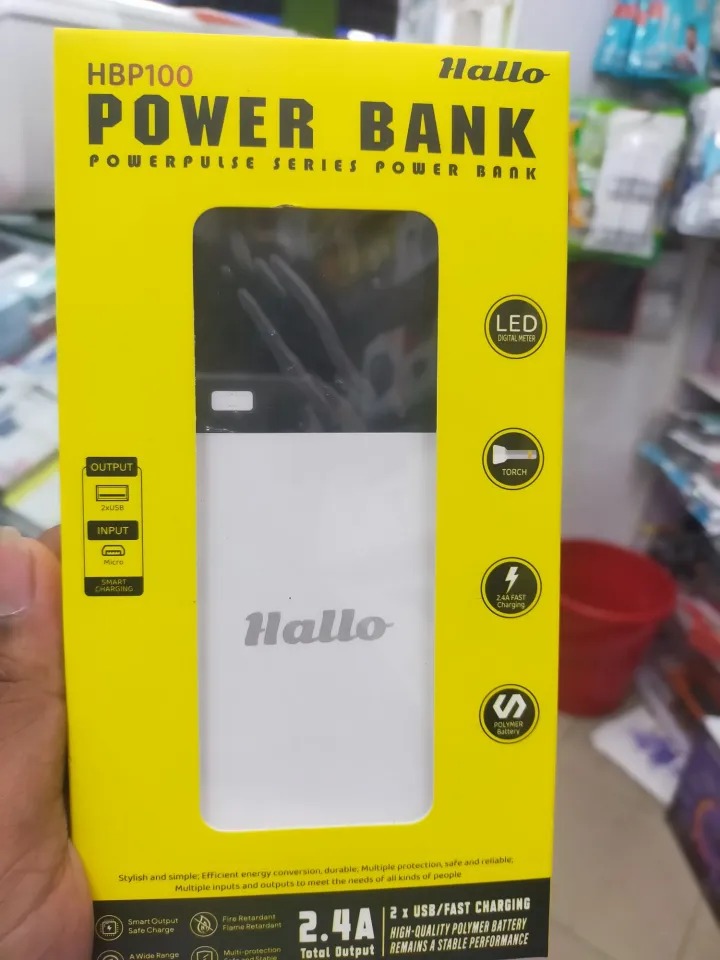 HBP100
Hallo
POWER BANK
POWERPULSE SERIES POWER BANK
LED
DIGITAL METER
TORCH
OUTPUT
2xUSB
INPUT
Micro
SMART
CHARGING
2.4A FAST
Charging
Hallo
POLYMER
Battery
Stylish and simple; Efficient energy conversion, durable; Multiple protection, safe and reliable;
Multiple inputs and outputs to meet the needs of all kinds of people
Smart Output
Safe Charge
Fire Retardant
Flame Retardant
A Wide Range
Multi-protection
Safe and Stable
2.4A
Total Output
2 x USB/FAST CHARGING
HIGH-QUALITY POLYMER BATTERY
REMAINS A STABLE PERFORMANCE